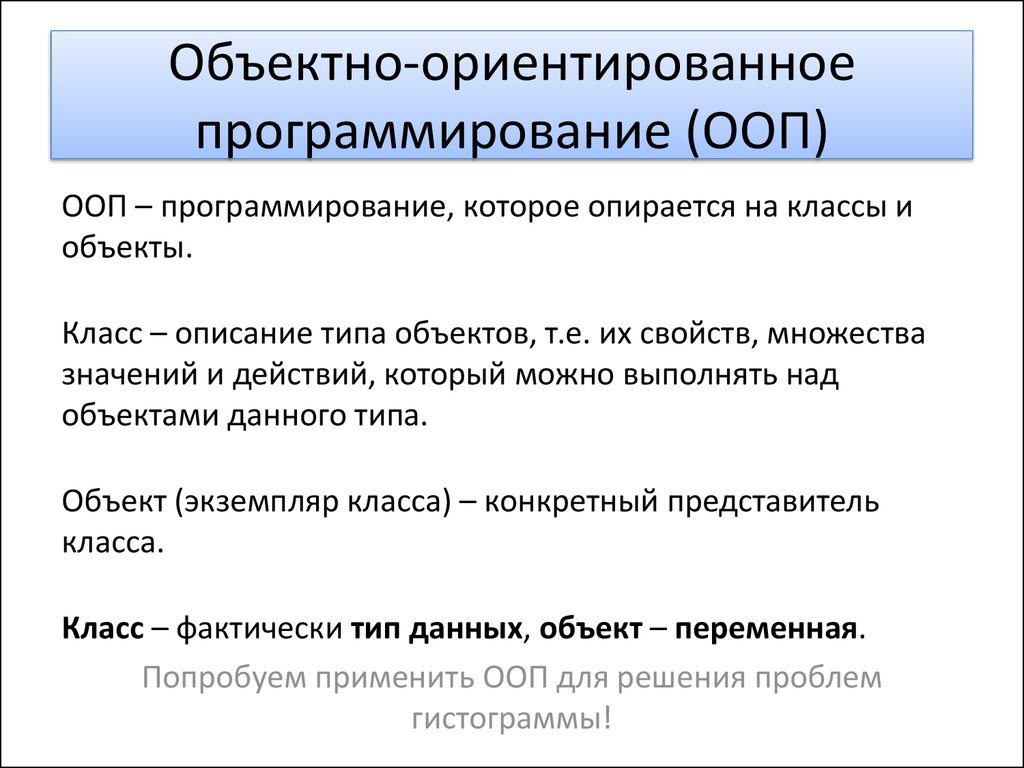 Объектно-ориентированное
программирование (ООП)
ООП – программирование, которое опирается на классы и
объекты.
Класс – описание типа объектов, т.е. их свойств, множества
значений и действий, который можно выполнять над
объектами данного типа.
Объект (экземпляр класса) – конкретный представитель
класса.
Класс – фактически тип данных, объект – переменная.
Попробуем применить ООП для решения проблем
гистограммы!